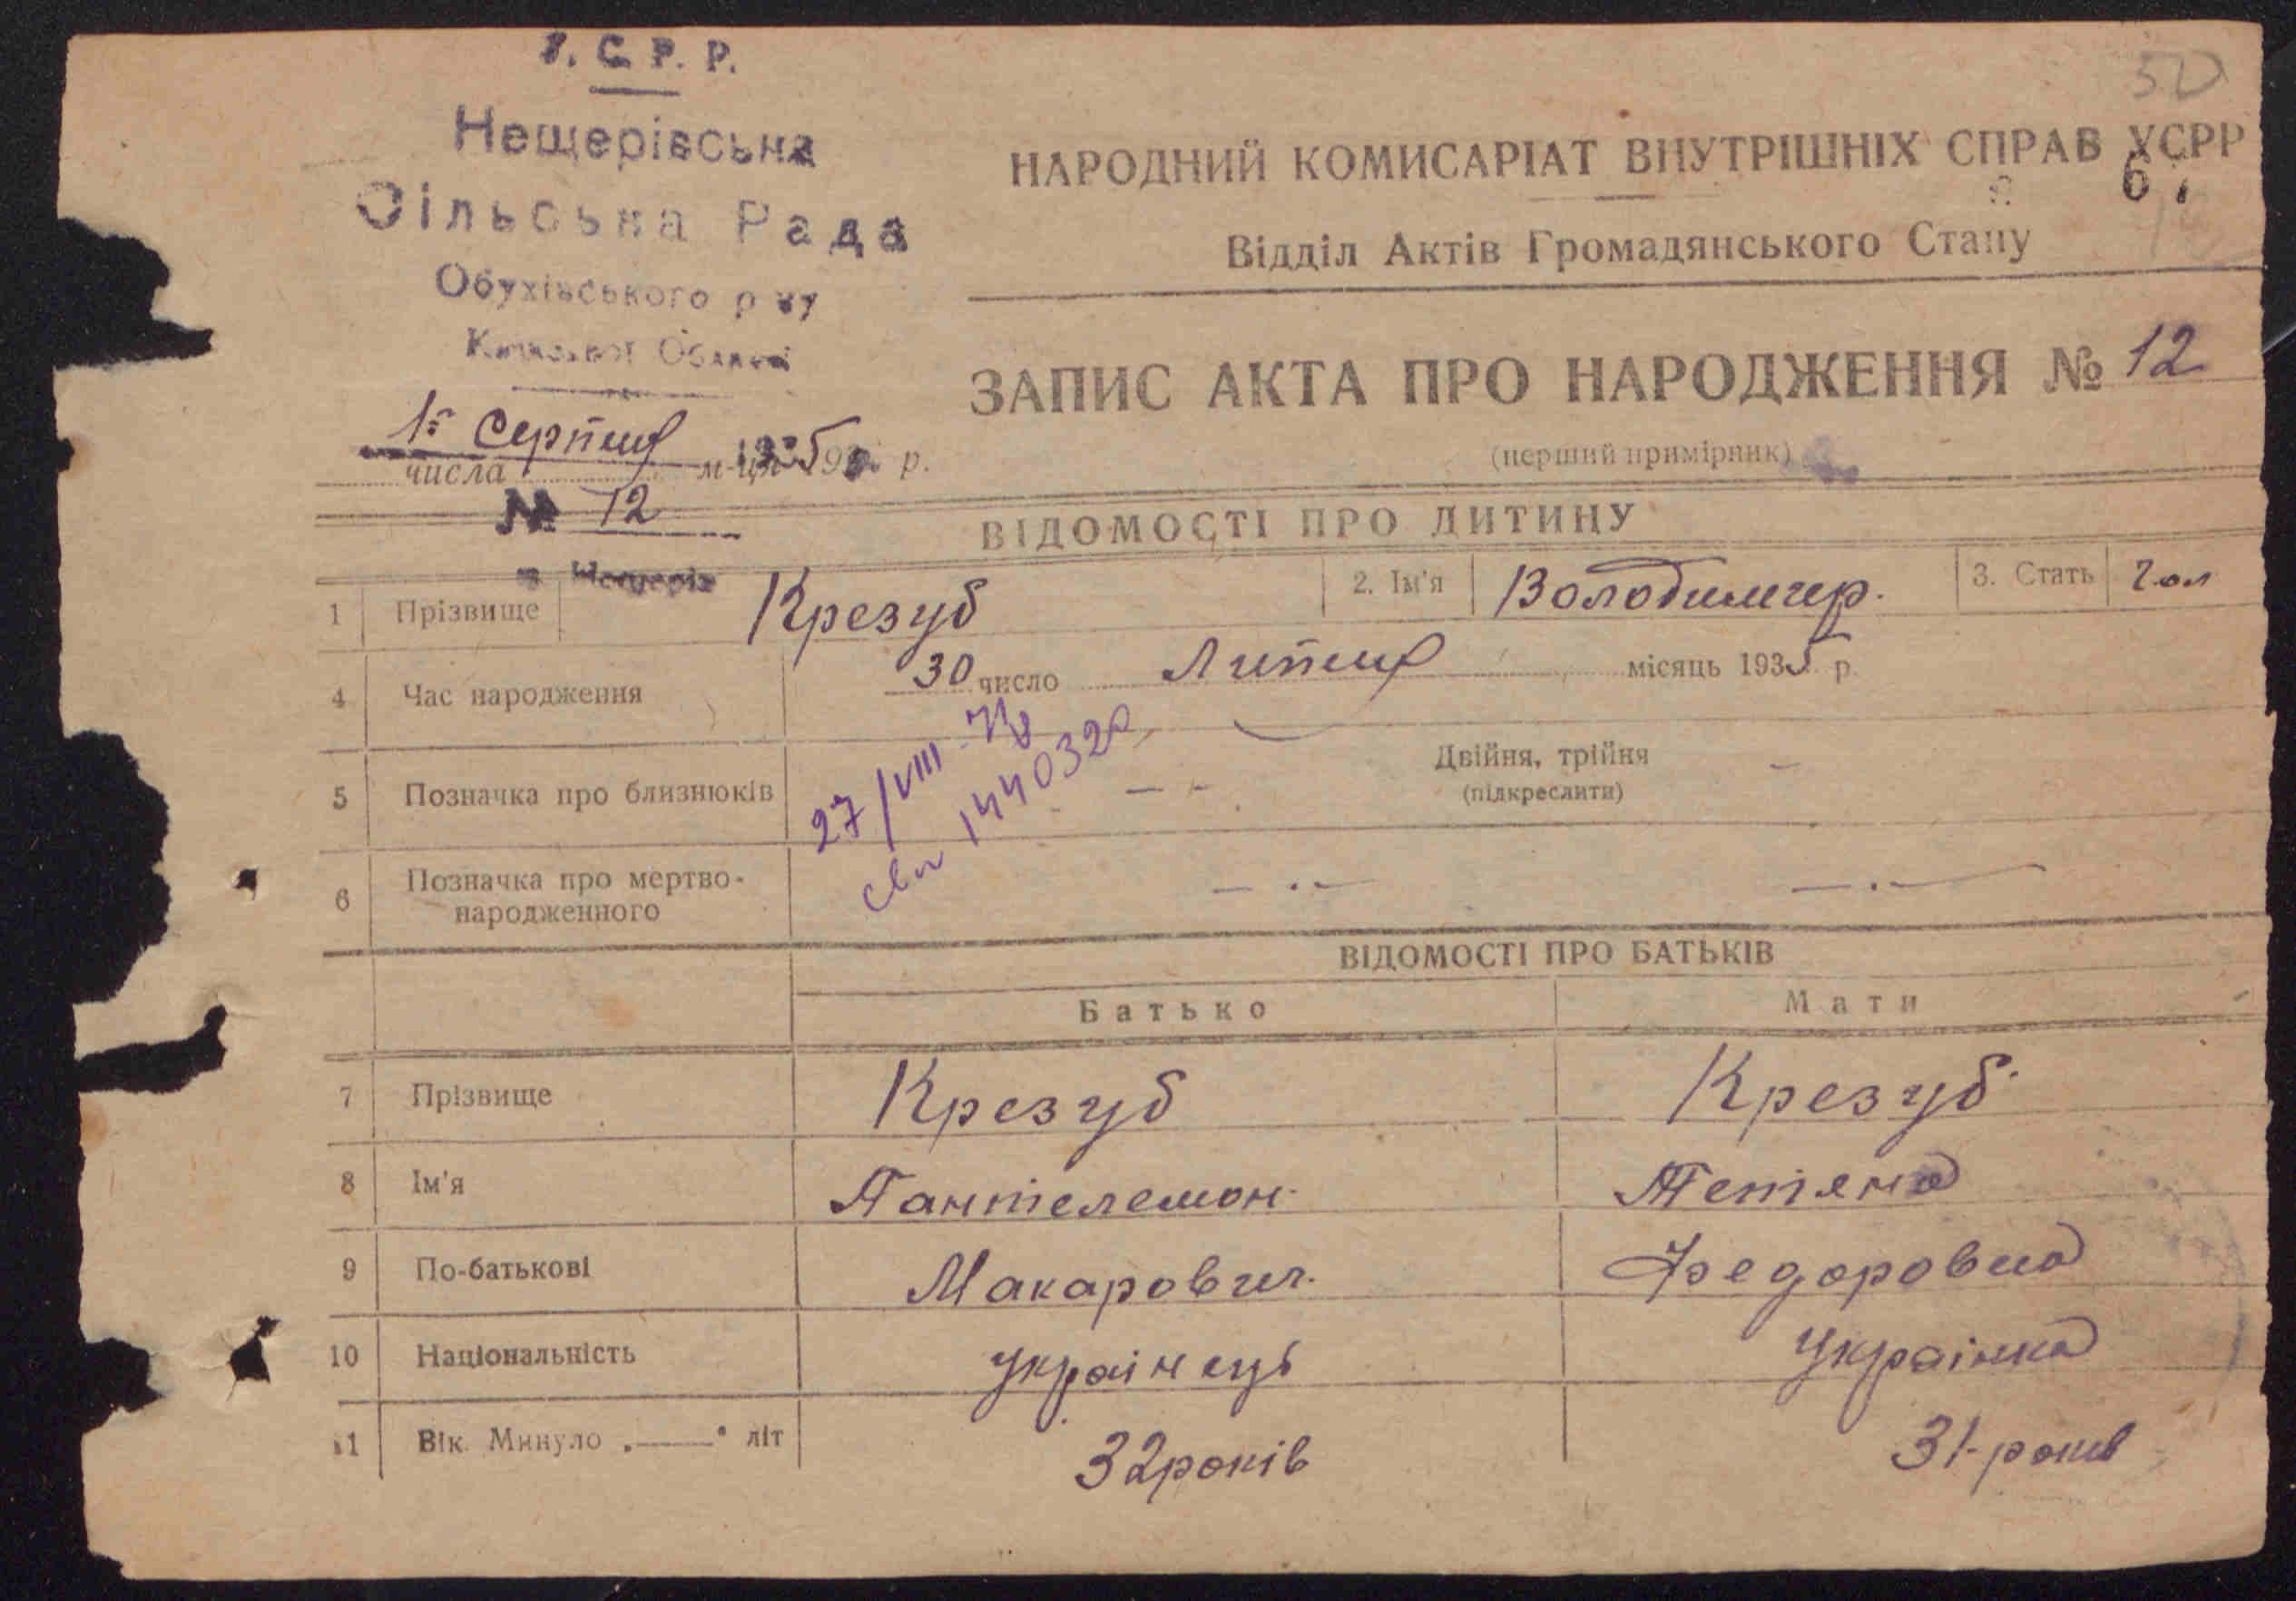 У. С. Р. Р.
Нещерівська
Сільська Рада
Обухівського р ну
Київської Області
1го Серпня 1935 р.
числа м-ця 193 р.
№ 12
с Нещерів
50
НАРОДНИЙ КОМИСАРІАТ ВНУТРІШНІХ СПРАВ УСРР
67
Відділ Актів Громадянського Стану
ЗАПИС АКТА ПРО НАРОДЖЕННЯ № 12
(перший примірник)
ВІДОМОСТІ ПРО ДИТИНУ
1 Прізвище Крезуб 2. Ім'я Володимир. 3. Стать Чол
4 Час народження 30 число Липня місяць 1935 р.
27/VIII-
5 Позначка про близнюків — - Двійня, трійня —
(підкреслити)
св 1440320
6 Позначка про мертво-
народженного
ВІДОМОСТІ ПРО БАТЬКІВ
Батько Мати
7 Прізвище Крезуб Крезуб.
8 Ім'я Пантелемон. Тетяна
9 По-батькові Макарович. Федоровна
10 Національність українець Українка
11 Вік. Минуло „——" літ 32 років 31-років